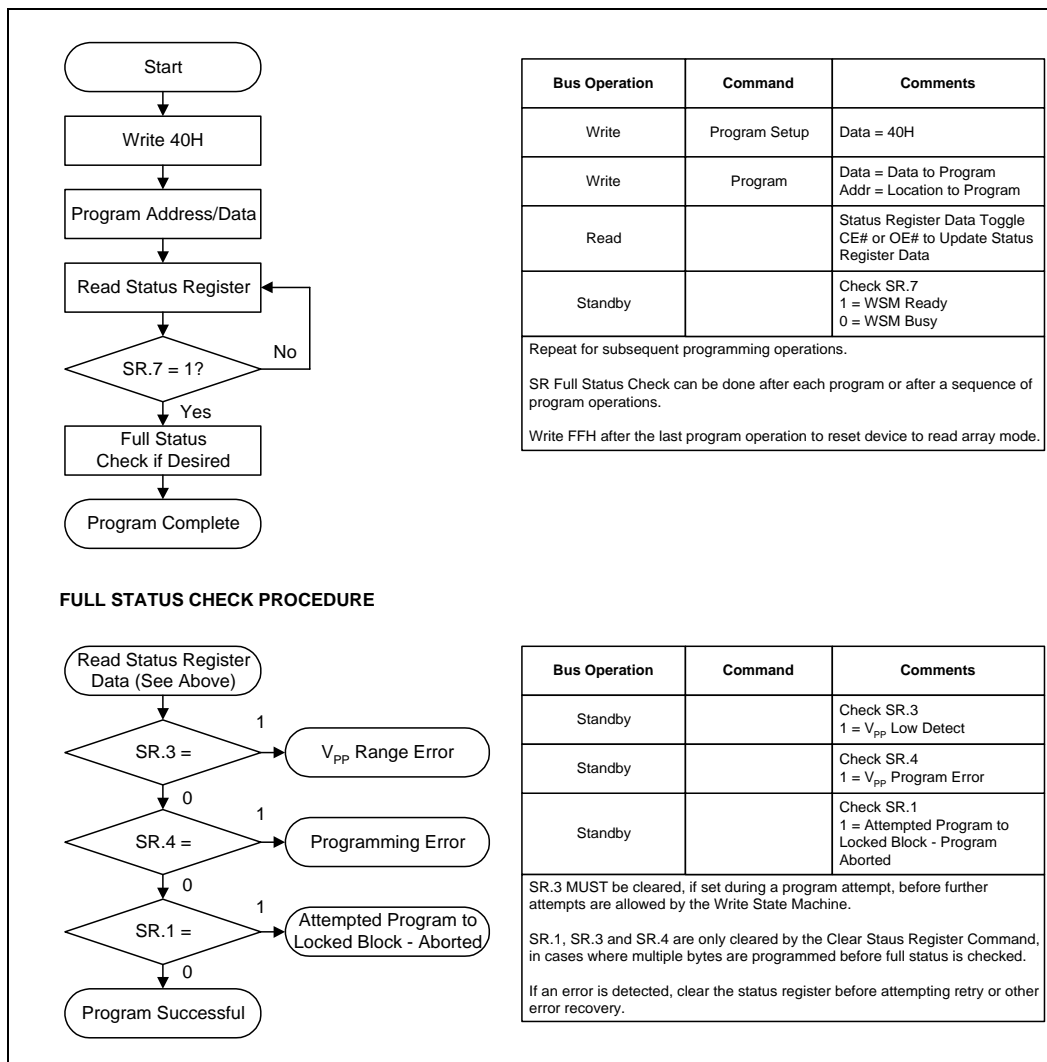 Start
Write 40H
Program Address/Data
Read Status Register
No
SR.7 = 1?
Yes
Full Status
Check if Desired
Program Complete
Bus Operation Command Comments
Write Program Setup Data = 40H
Write Program Data = Data to Program
Addr = Location to Program
Read Status Register Data Toggle
CE# or OE# to Update Status
Register Data
Standby Check SR.7
1 = WSM Ready
0 = WSM Busy
Repeat for subsequent programming operations.
SR Full Status Check can be done after each program or after a sequence of
program operations.
Write FFH after the last program operation to reset device to read array mode.
FULL STATUS CHECK PROCEDURE
Read Status Register
Data (See Above)
1
SR.3 =
VPP Range Error
0
1
SR.4 =
Programming Error
0
1
SR.1 =
Attempted Program to
Locked Block - Aborted
0
Program Successful
Bus Operation Command Comments
Standby Check SR.3
1 = VPP Low Detect
Standby Check SR.4
1 = VPP Program Error
Standby Check SR.1
1 = Attempted Program to
Locked Block - Program
Aborted
SR.3 MUST be cleared, if set during a program attempt, before further
attempts are allowed by the Write State Machine.
SR.1, SR.3 and SR.4 are only cleared by the Clear Staus Register Command,
in cases where multiple bytes are programmed before full status is checked.
If an error is detected, clear the status register before attempting retry or other
error recovery.